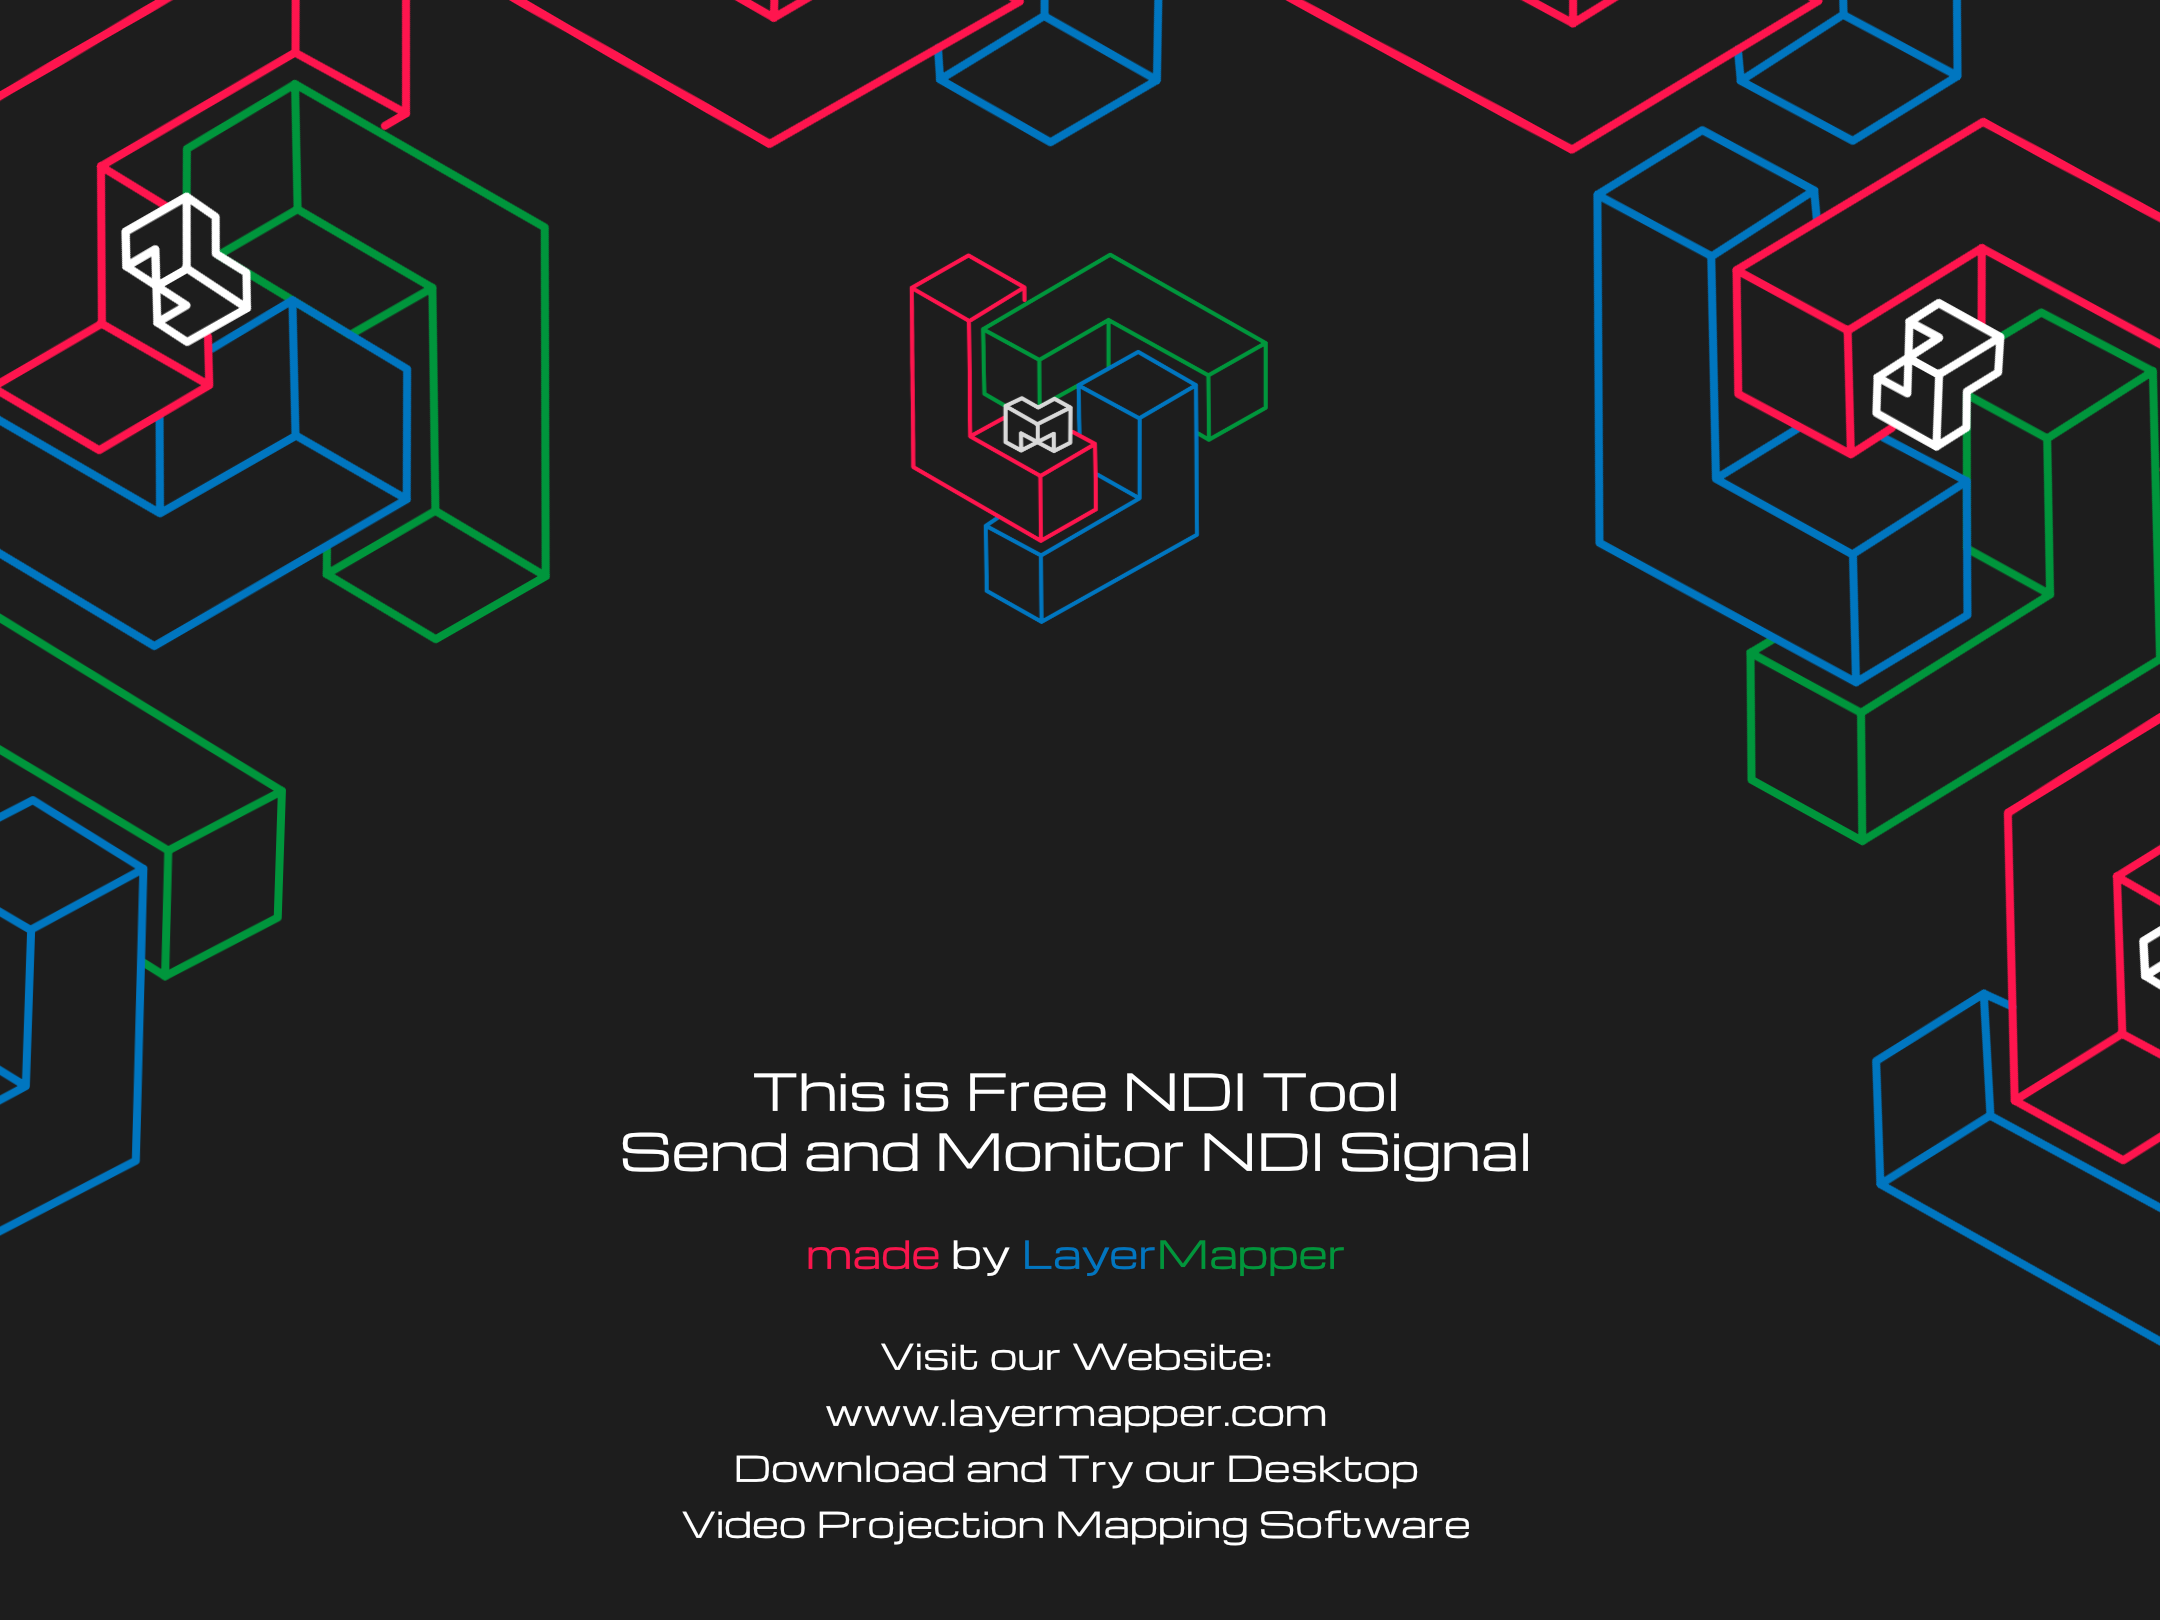 This is Free NDI Tool
Send and Monitor NDI Signal
made by LayerMapper
Visit our Website:
www.layermapper.com
Download and Try our Desktop
Video Projection Mapping Software